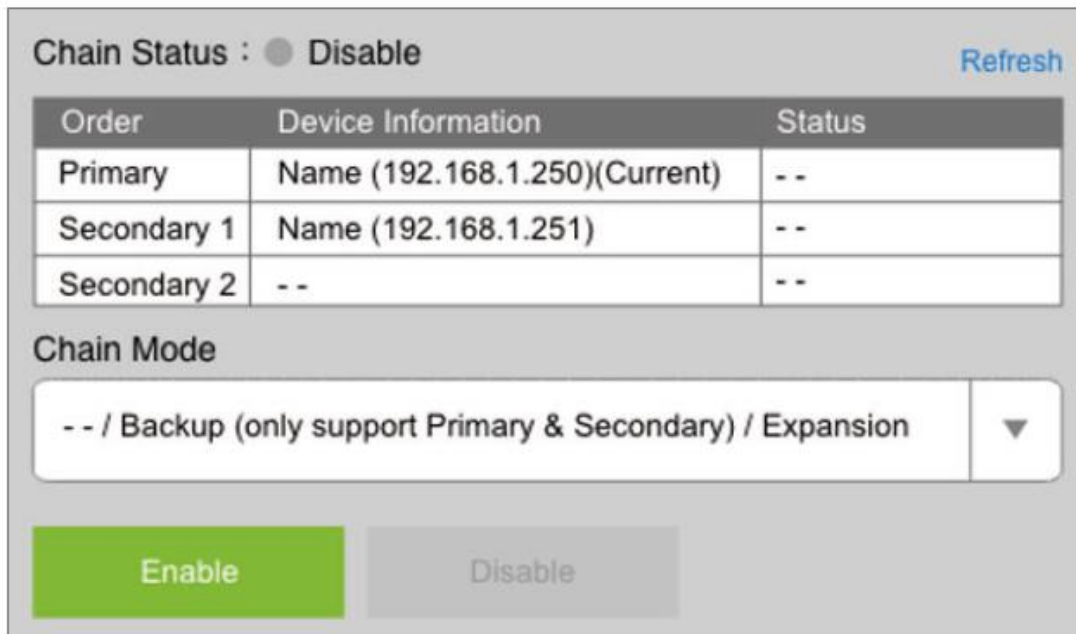 Chain Status : Disable
Refresh
Order Device Information Status
Primary Name (192.168.1.250)(Current) - -
Secondary 1 Name (192.168.1.251) - -
Secondary 2 - - - -
Chain Mode
- - / Backup (only support Primary & Secondary) / Expansion
Enable Disable